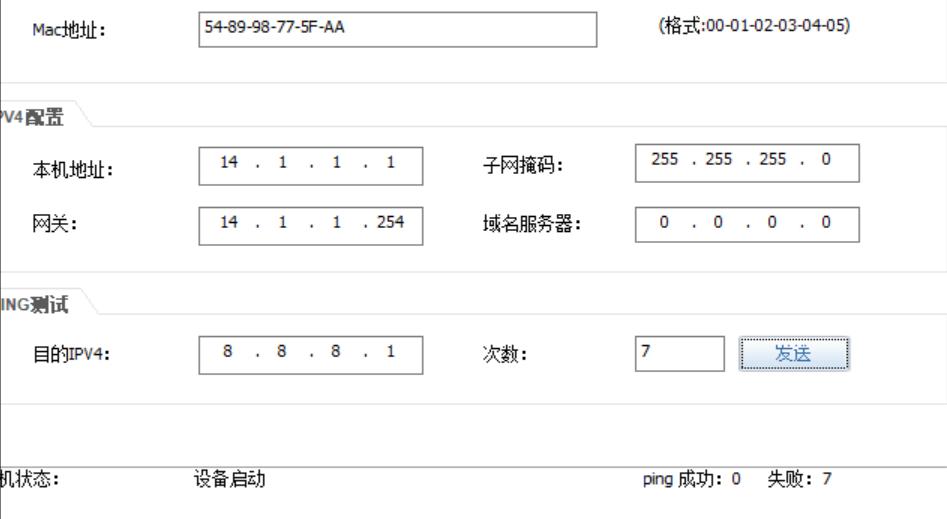 Mac地址： 54-89-98-77-5F-AA (格式:00-01-02-03-04-05)
PV4配置
本机地址： 14 . 1 . 1 . 1 子网掩码： 255 . 255 . 255 . 0
网关： 14 . 1 . 1 . 254 域名服务器： 0 . 0 . 0 . 0
ING测试
目的IPV4： 8 . 8 . 8 . 1 次数： 7 发送
机状态： 设备启动 ping 成功：0 失败：7